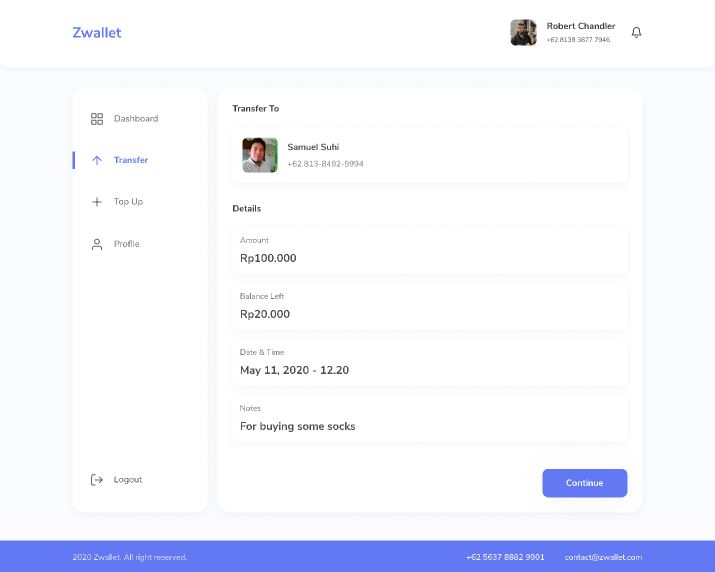 Zwallet
Robert Chandler
+62 8139 3877 7946
Dashboard
Transfer
Top Up
Profile
Logout
Transfer To
Samuel Suhi
+62 813-8492-9994
Details
Amount
Rp100.000
Balance Left
Rp20.000
Date & Time
May 11, 2020 - 12.20
Notes
For buying some socks
Continue
2020 Zwallet. All right reserved.
+62 5637 8882 9901
contact@zwallet.com